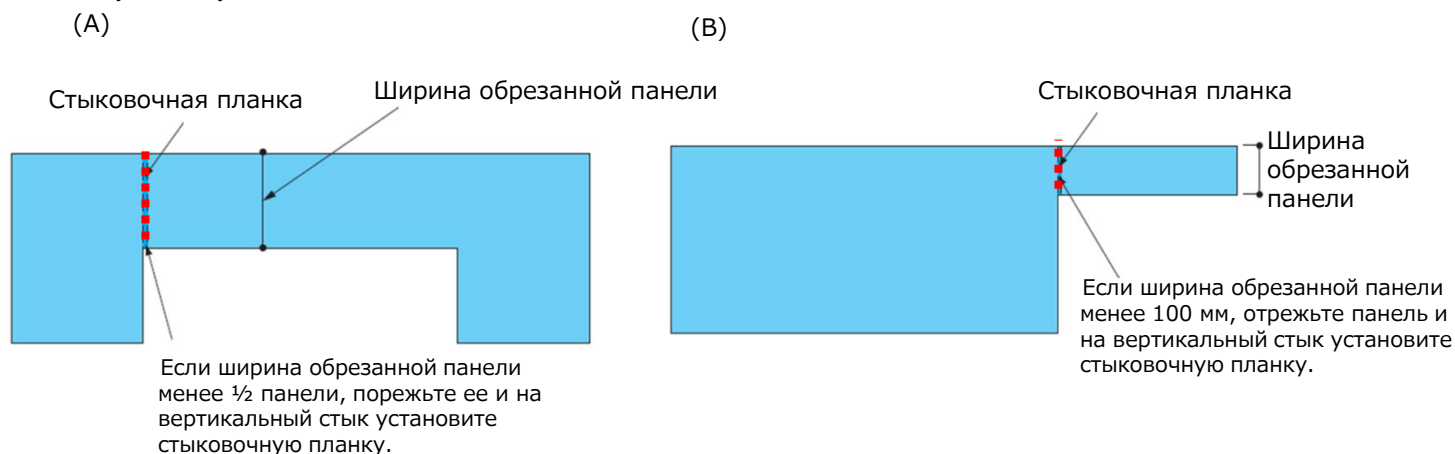 (A)
Стыковочная планка
Ширина обрезанной панели
Если ширина обрезанной панели
менее ½ панели, порежьте ее и на
вертикальный стык установите
стыковочную планку.
(B)
Стыковочная планка
Ширина
обрезанной
панели
Если ширина обрезанной панели
менее 100 мм, отрежьте панель и
на вертикальный стык установите
стыковочную планку.